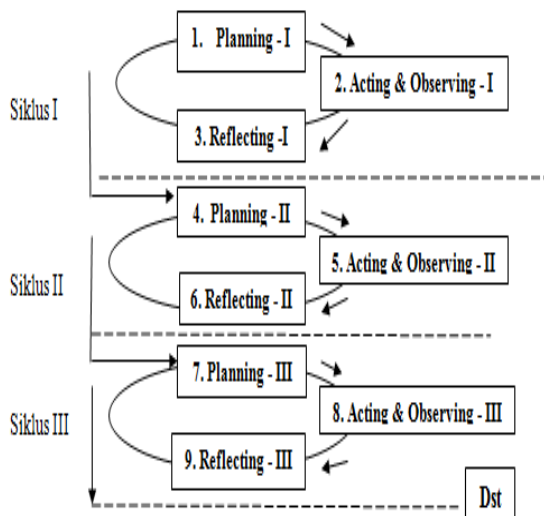 1. Planning - I
2. Acting & Observing - I
Siklus I
3. Reflecting -I
4. Planning - II
5. Acting & Observing - II
Siklus II
6. Reflecting - II
7. Planning - III
8. Acting & Observing - III
Siklus III
9. Reflecting - III
Dst